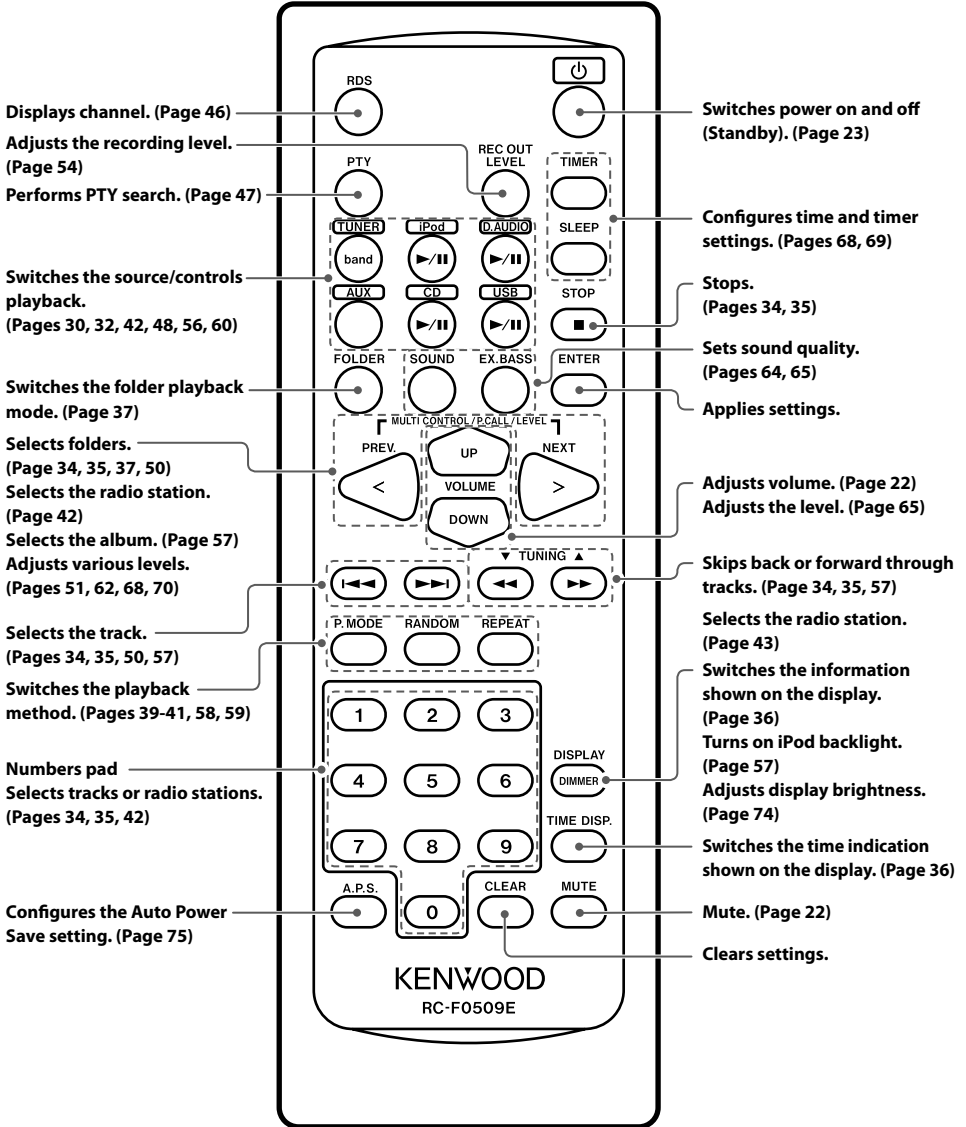 Displays channel. (Page 46)
Adjusts the recording level.
(Page 54)
Performs PTY search. (Page 47)
Switches the source/controls
playback.
(Pages 30, 32, 42, 48, 56, 60)
Switches the folder playback
mode. (Page 37)
Selects folders.
(Page 34, 35, 37, 50)
Selects the radio station.
(Page 42)
Selects the album. (Page 57)
Adjusts various levels.
(Pages 51, 62, 68, 70)
Selects the track.
(Pages 34, 35, 50, 57)
Switches the playback
method. (Pages 39-41, 58, 59)
Numbers pad
Selects tracks or radio stations.
(Pages 34, 35, 42)
Configures the Auto Power
Save setting. (Page 75)
RDS
PTY
REC OUT
LEVEL
TIMER
SLEEP
TUNER iPod D.AUDIO
band ►/II ►/II
AUX CD USB
►/II ►/II
STOP
■
FOLDER SOUND EX.BASS ENTER
MULTI CONTROL / P.CALL / LEVEL
PREV. UP NEXT
< VOLUME >
DOWN
▼ TUNING ▲
I◄◄ ►►I ◄◄ ►►
P.MODE RANDOM REPEAT
1 2 3
4 5 6
7 8 9
0
DISPLAY
DIMMER
TIME DISP.
A.P.S. CLEAR MUTE
KENWOOD
RC-F0509E
Switches power on and off
(Standby). (Page 23)
Configures time and timer
settings. (Pages 68, 69)
Stops.
(Pages 34, 35)
Sets sound quality.
(Pages 64, 65)
Applies settings.
Adjusts volume. (Page 22)
Adjusts the level. (Page 65)
Skips back or forward through
tracks. (Page 34, 35, 57)
Selects the radio station.
(Page 43)
Switches the information
shown on the display.
(Page 36)
Turns on iPod backlight.
(Page 57)
Adjusts display brightness.
(Page 74)
Switches the time indication
shown on the display. (Page 36)
Mute. (Page 22)
Clears settings.